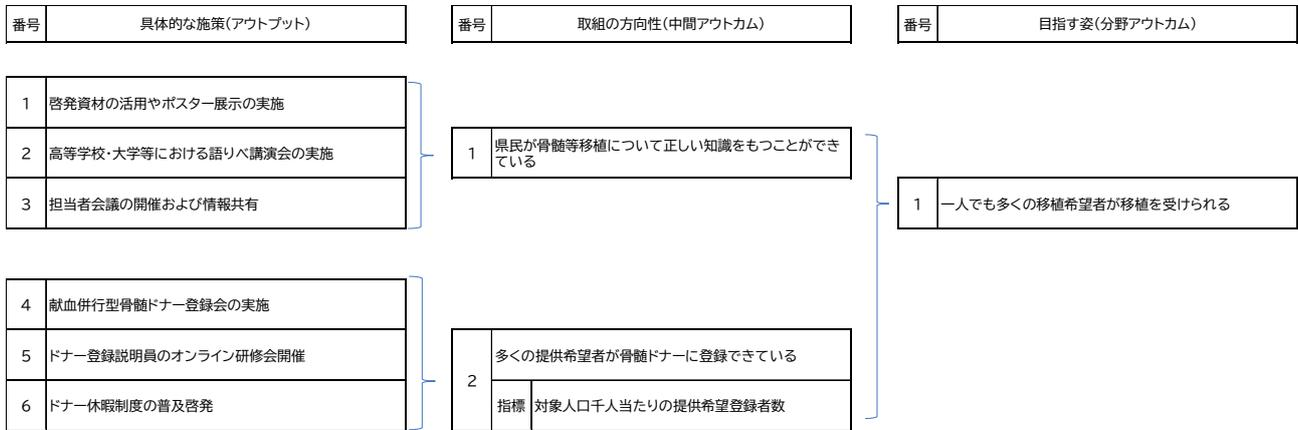 番号 具体的な施策(アウトプット)
番号 取組の方向性(中間アウトカム)
番号 目指す姿(分野アウトカム)
1 啓発資材の活用やポスター展示の実施
2 高等学校・大学等における語りべ講演会の実施
3 担当者会議の開催および情報共有
1 県民が骨髄等移植について正しい知識をもつことができ
ている
1 一人でも多くの移植希望者が移植を受けられる
4 献血併行型骨髄ドナー登録会の実施
5 ドナー登録説明員のオンライン研修会開催
6 ドナー休暇制度の普及啓発
2 多くの提供希望者が骨髄ドナーに登録できている
指標 対象人口千人当たりの提供希望登録者数